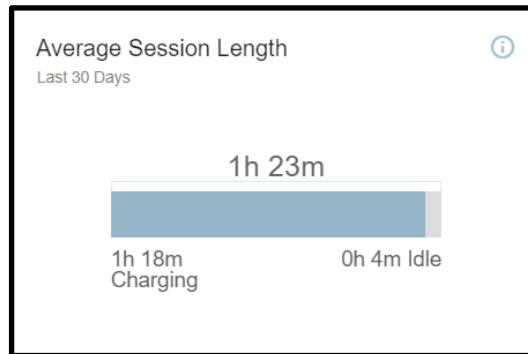 Average Session Length
Last 30 Days
1h 23m
1h 18m
Charging
0h 4m Idle